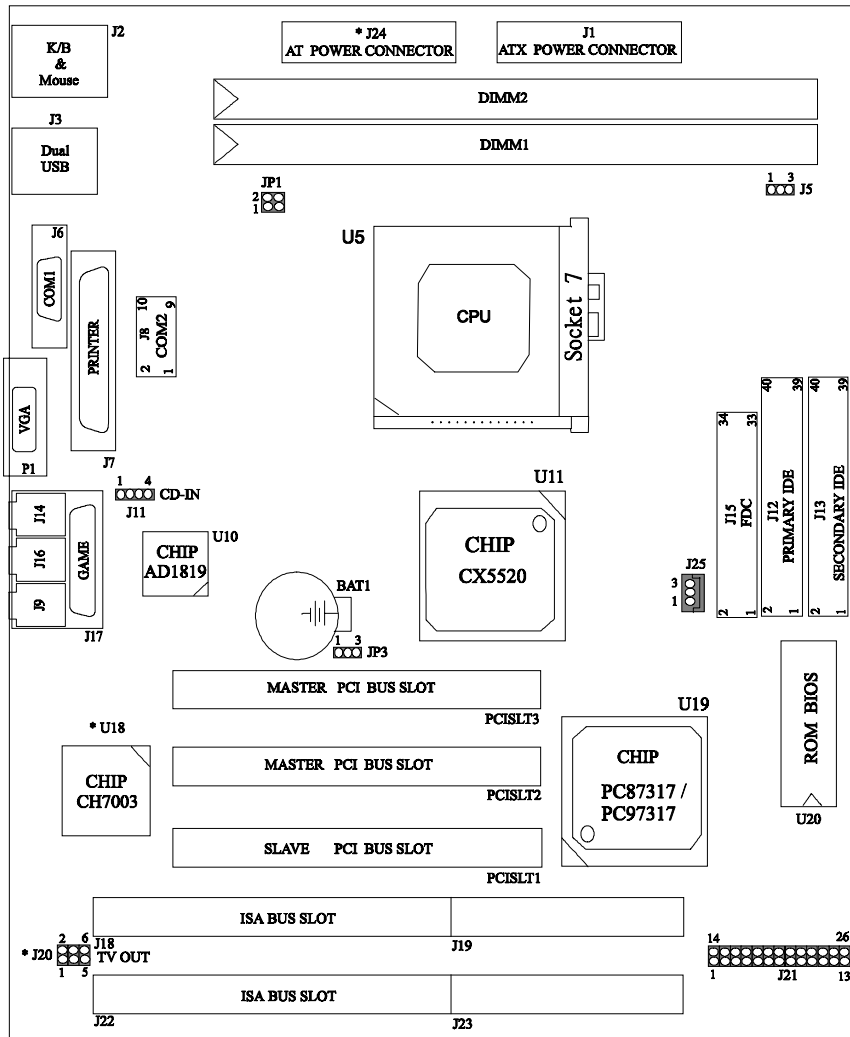 J2
K/B
&
Mouse
* J24
AT POWER CONNECTOR
J1
ATX POWER CONNECTOR
DIMM2
J3
Dual
USB
DIMM1
JP1
2
1
1 3
J5
J6
COM1
U5
CPU
Socket 7
PRINTER
J7
10 9
J8
COM2
2 1
VGA
P1
34 33
J15
FDC
2 1
40 39
J12
PRIMARY IDE
2 1
40 39
J13
SECONDARY IDE
2 1
1 4
CD-IN
J11
J14
J16
J9
GAME
J17
U10
CHIP
AD1819
U11
CHIP
CX5520
BAT1
1 3
JP3
J25
3
1
MASTER PCI BUS SLOT
PCISLT3
* U18
CHIP
CH7003
MASTER PCI BUS SLOT
PCISLT2
U19
CHIP
PC87317 /
PC97317
ROM BIOS
U20
SLAVE PCI BUS SLOT
PCISLT1
ISA BUS SLOT
J18
J19
* J20
2 6
1 5
TV OUT
14 26
1 13
J21
ISA BUS SLOT
J22
J23